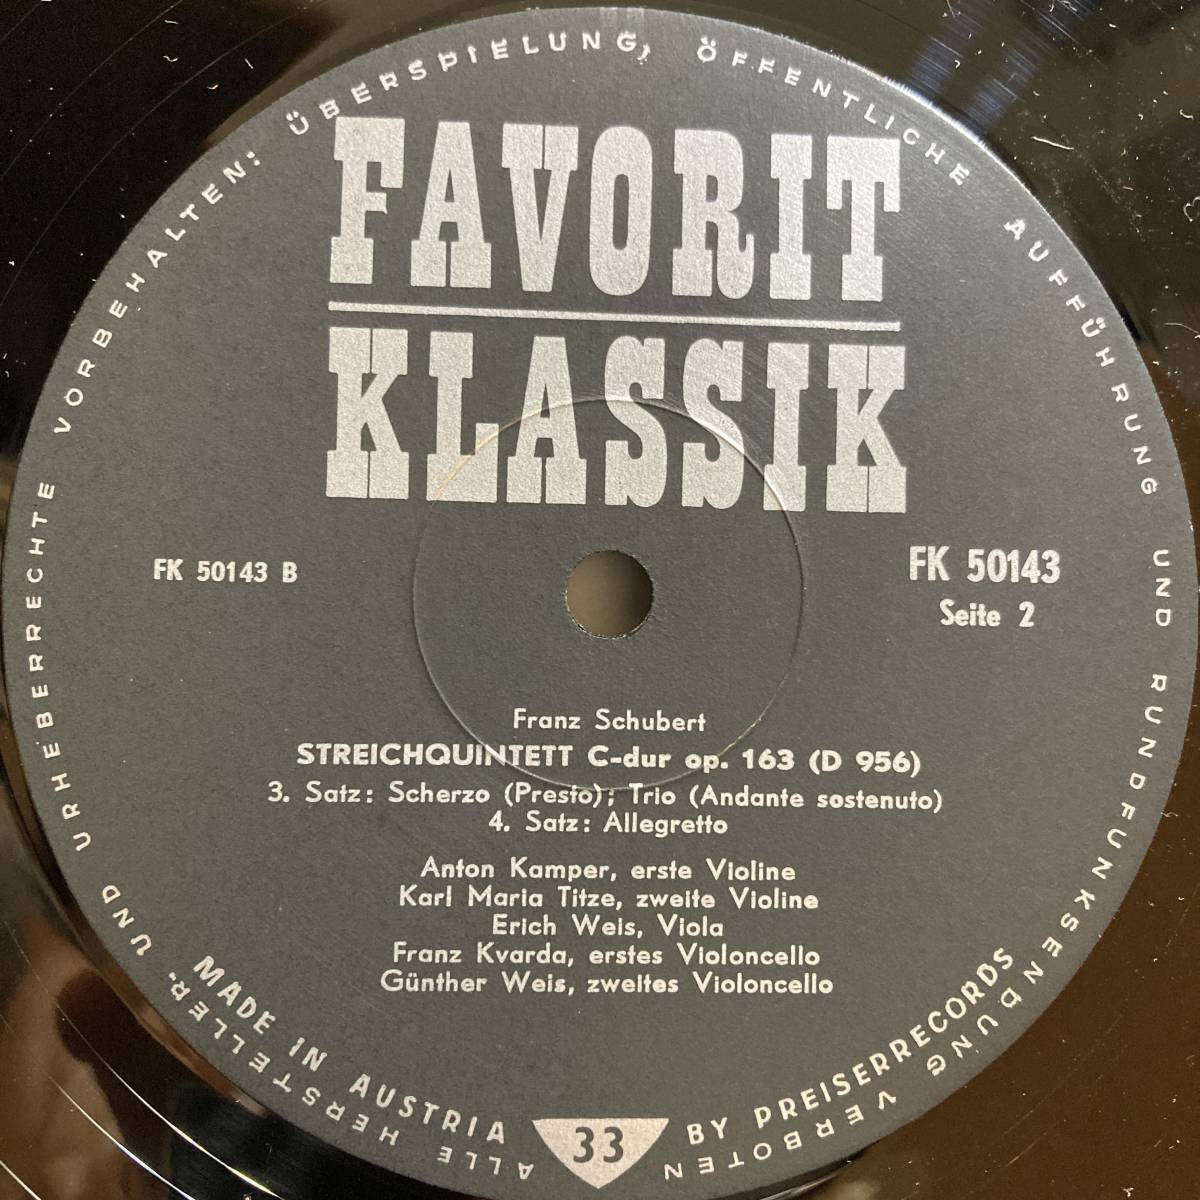 FAVORIT
KLASSIK
FK 50143 B
FK 50143
Seite 2
Franz Schubert
STREICHQUINTETT C-dur op. 163 (D 956)
3. Satz: Scherzo (Presto); Trio (Andante sostenuto)
4. Satz: Allegretto
Anton Kamper, erste Violine
Karl Maria Titze, zweite Violine
Erich Weis, Viola
Franz Kvarda, erstes Violoncello
Günther Weis, zweites Violoncello
MADE IN AUSTRIA
33
BY PREISERRECORDS
ALLE HERSTELLER- UND URHEBERRECHTE VORBEHALTEN: ÜBERSPIELUNG, ÖFFENTLICHE AUFFÜHRUNG UND RUNDFUNKSENDUNG VERBOTEN